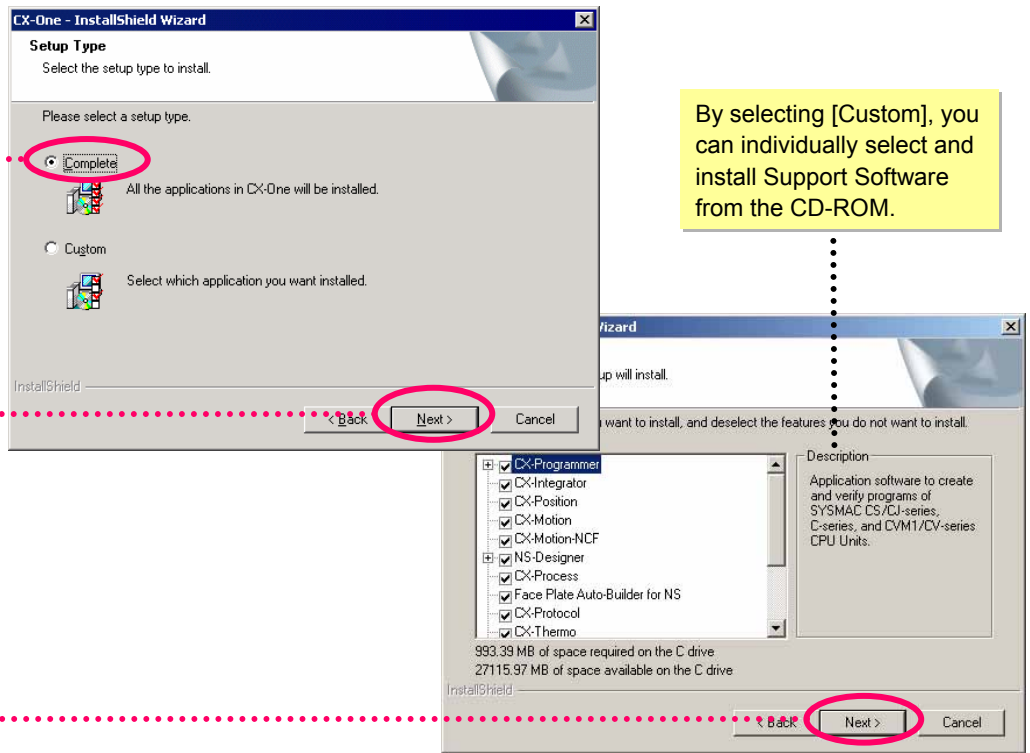 CX-One - InstallShield Wizard
Setup Type
Select the setup type to install.
Please select a setup type.
Complete
All the applications in CX-One will be installed.
Custom
Select which application you want installed.
InstallShield
< Back
Next >
Cancel
By selecting [Custom], you
can individually select and
install Support Software
from the CD-ROM.
Wizard
up will install.
want to install, and deselect the features you do not want to install.
CX-Programmer
CX-Integrator
CX-Position
CX-Motion
CX-Motion-NCF
NS-Designer
CX-Process
Face Plate Auto-Builder for NS
CX-Protocol
CX-Thermo
Description
Application software to create
and verify programs of
SYSMAC CS/CJ-series,
C-series, and CVM1/CV-series
CPU Units.
993.39 MB of space required on the C drive
27115.97 MB of space available on the C drive
InstallShield
< Back
Next >
Cancel